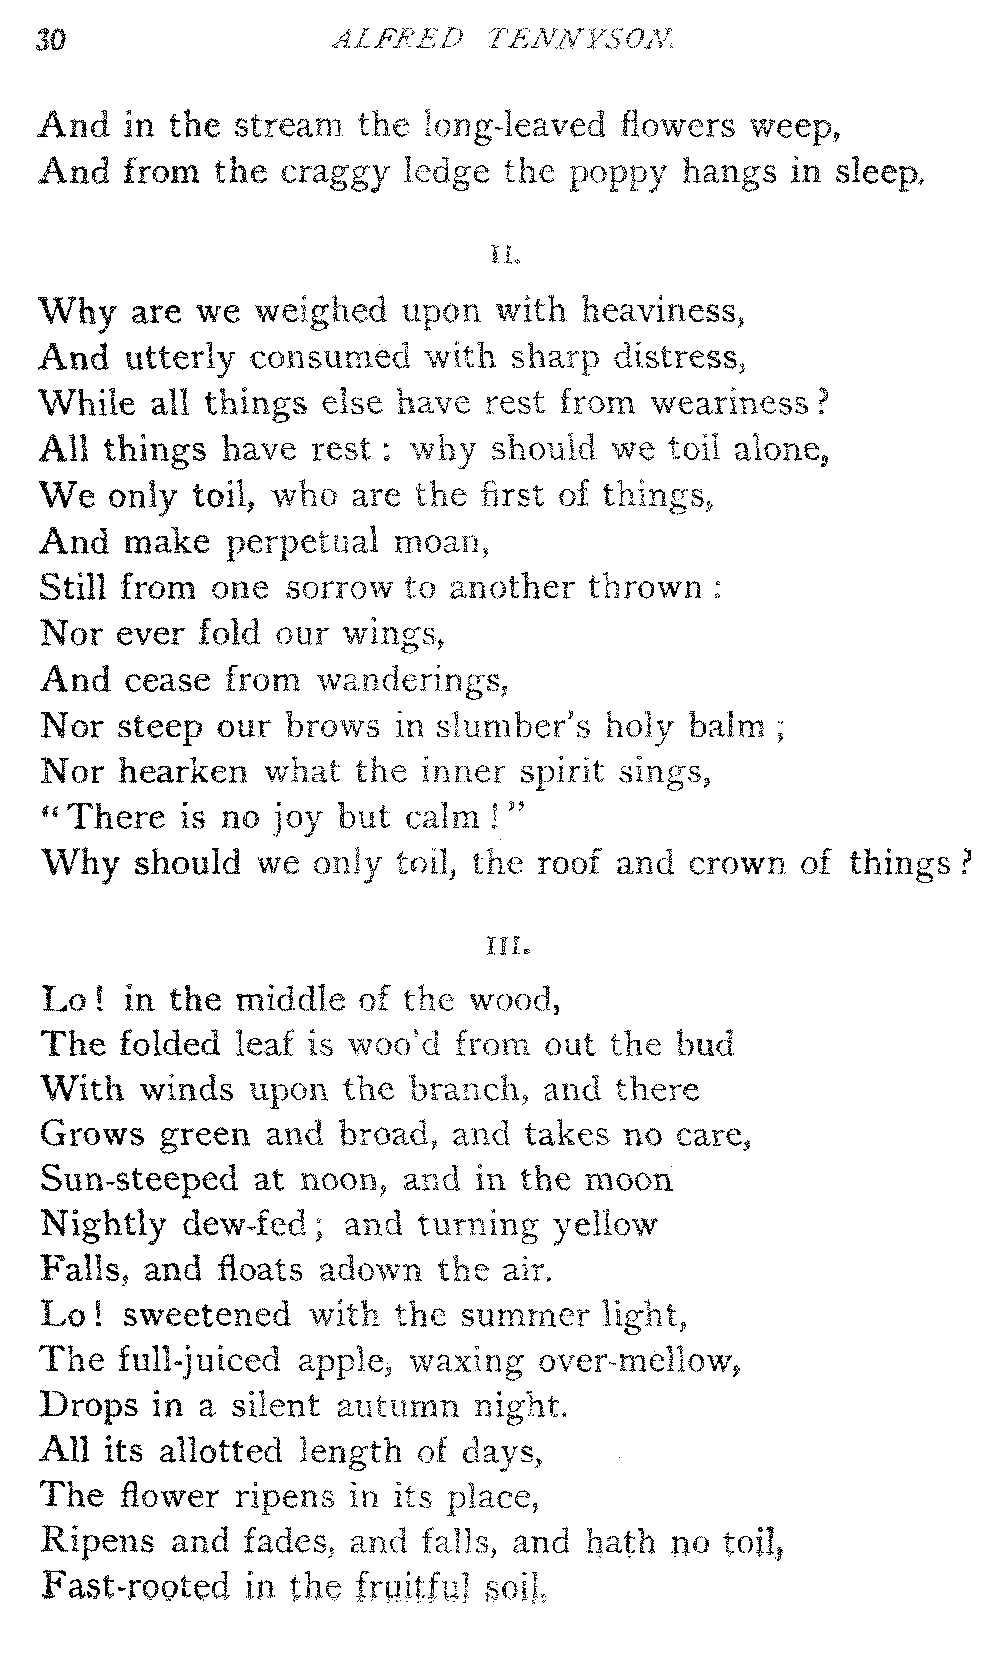 30 ALFRED TENNYSON.
And in the stream the long-leaved flowers weep,
And from the craggy ledge the poppy hangs in sleep.
II.
Why are we weighed upon with heaviness,
And utterly consumed with sharp distress,
While all things else have rest from weariness?
All things have rest: why should we toil alone,
We only toil, who are the first of things,
And make perpetual moan,
Still from one sorrow to another thrown:
Nor ever fold our wings,
And cease from wanderings,
Nor steep our brows in slumber's holy balm;
Nor hearken what the inner spirit sings,
“There is no joy but calm!”
Why should we only toil, the roof and crown of things?
III.
Lo! in the middle of the wood,
The folded leaf is woo'd from out the bud
With winds upon the branch, and there
Grows green and broad, and takes no care,
Sun-steeped at noon, and in the moon
Nightly dew-fed; and turning yellow
Falls, and floats adown the air.
Lo! sweetened with the summer light,
The full-juiced apple, waxing over-mellow,
Drops in a silent autumn night.
All its allotted length of days,
The flower ripens in its place,
Ripens and fades, and falls, and hath no toil,
Fast-rooted in the fruitful soil.